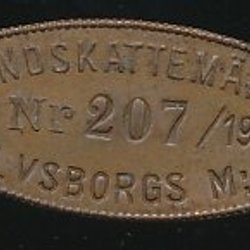 NDSKATTEMÄ
Nr 207/19
VSBORGS M: